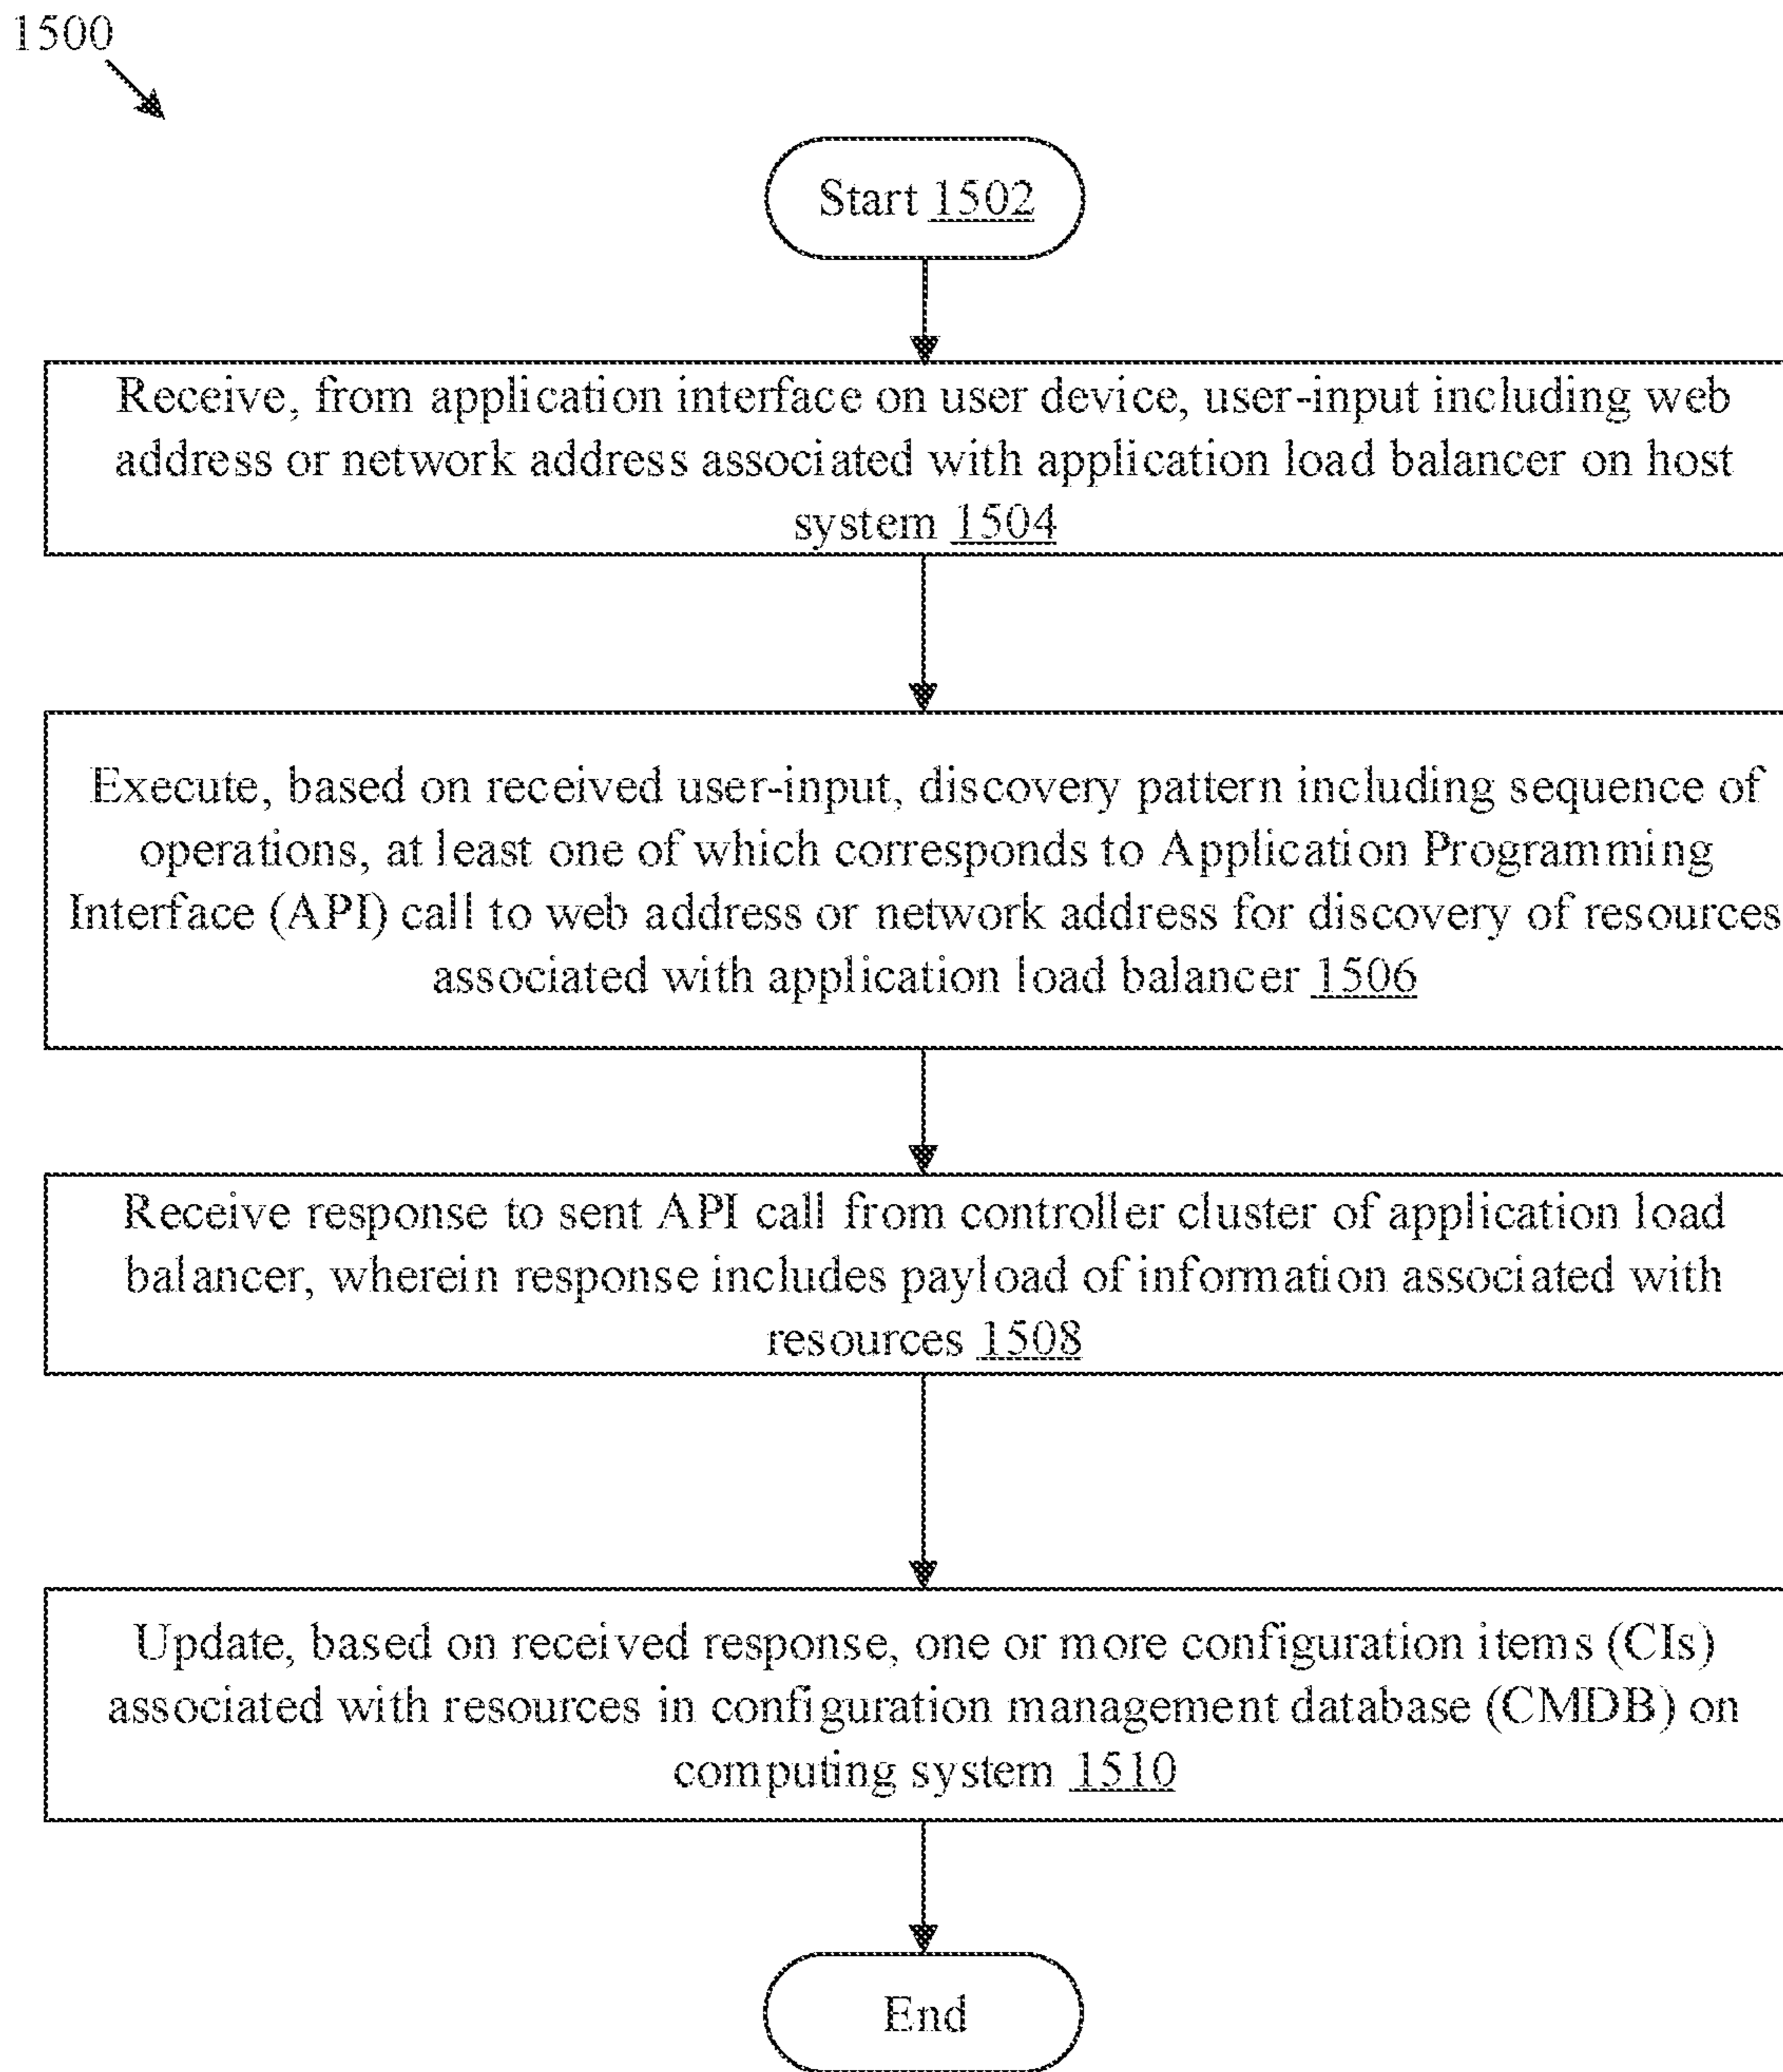 1500
Start 1502
Receive, from application interface on user device, user-input including web
address or network address associated with application load balancer on host
system 1504
Execute, based on received user-input, discovery pattern including sequence of
operations, at least one of which corresponds to Application Programming
Interface (API) call to web address or network address for discovery of resources
associated with application load balancer 1506
Receive response to sent API call from controller cluster of application load
balancer, wherein response includes payload of information associated with
resources 1508
Update, based on received response, one or more configuration items (CIs)
associated with resources in configuration management database (CMDB) on
computing system 1510
End